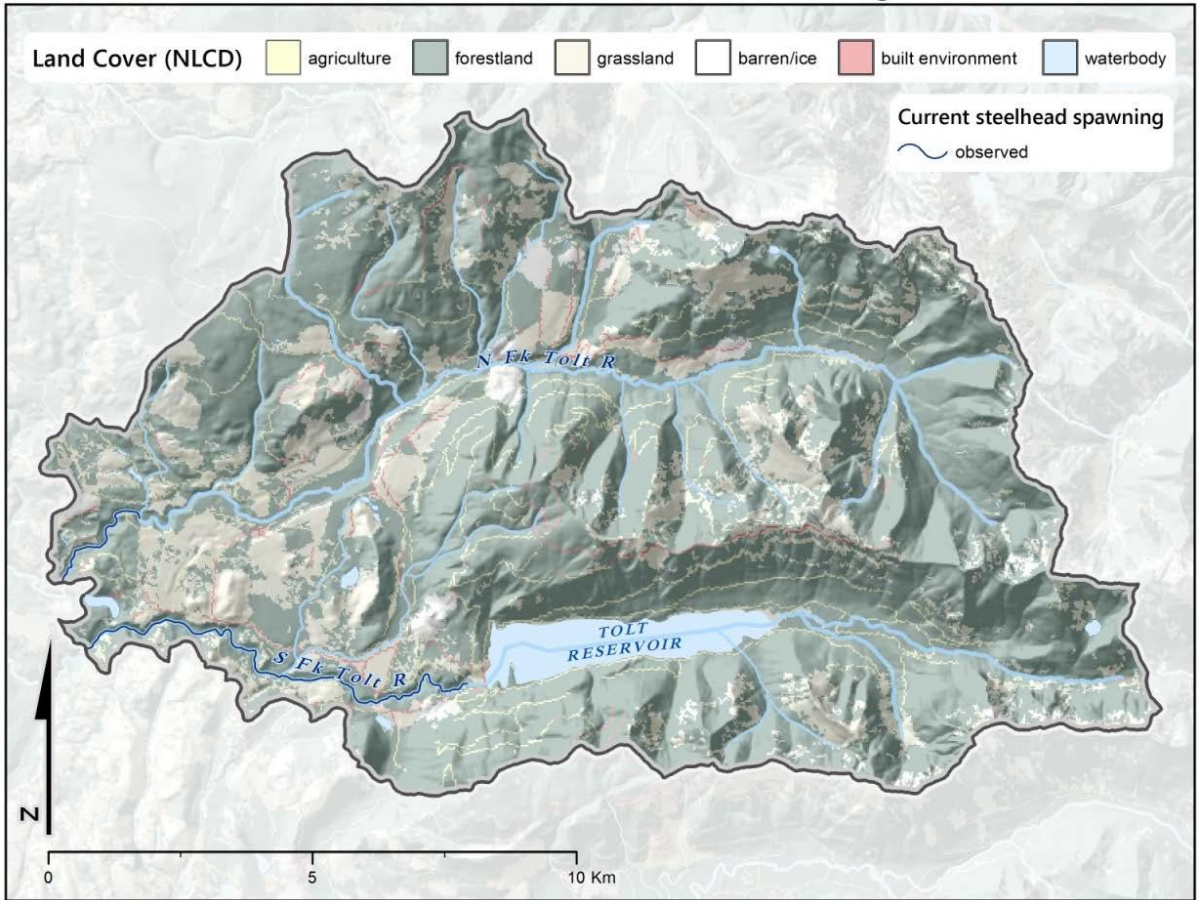 Land Cover (NLCD) agriculture forestland grassland barren/ice built environment waterbody
Current steelhead spawning
observed
N Fk Tolt R
TOLT
RESERVOIR
S Fk Tolt R
N
0 5 10 Km